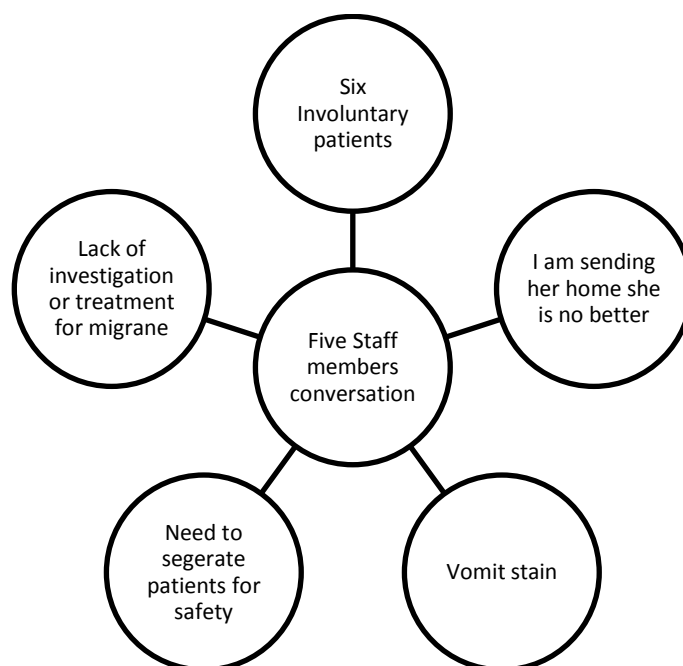 Six
Involuntary
patients
Lack of
investigation
or treatment
for migrane
I am sending
her home she
is no better
Five Staff
members
conversation
Need to
segerate
patients for
safety
Vomit stain